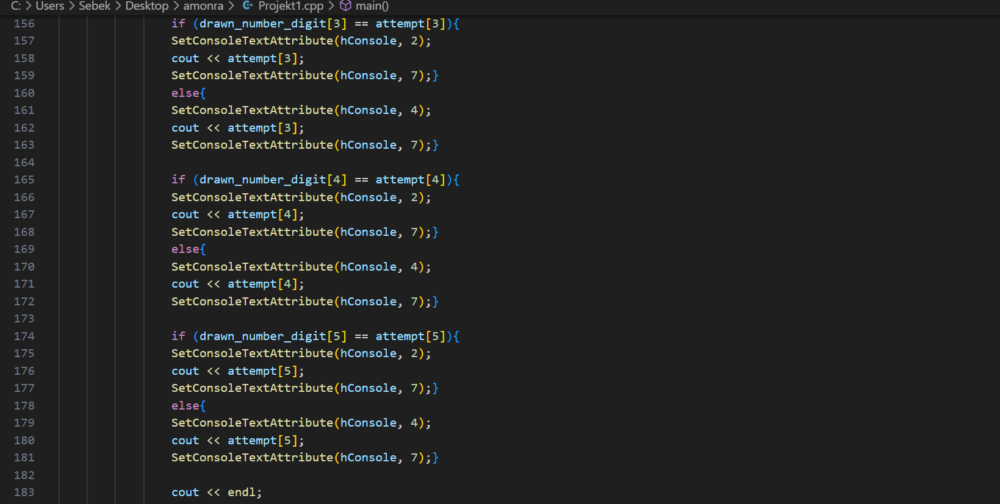 C: > Users > Sebek > Desktop > amonra > Projekt1.cpp > main()
156 if (drawn_number_digit[3] == attempt[3]){
157 SetConsoleTextAttribute(hConsole, 2);
158 cout << attempt[3];
159 SetConsoleTextAttribute(hConsole, 7);}
160 else{
161 SetConsoleTextAttribute(hConsole, 4);
162 cout << attempt[3];
163 SetConsoleTextAttribute(hConsole, 7);}
164
165 if (drawn_number_digit[4] == attempt[4]){
166 SetConsoleTextAttribute(hConsole, 2);
167 cout << attempt[4];
168 SetConsoleTextAttribute(hConsole, 7);}
169 else{
170 SetConsoleTextAttribute(hConsole, 4);
171 cout << attempt[4];
172 SetConsoleTextAttribute(hConsole, 7);}
173
174 if (drawn_number_digit[5] == attempt[5]){
175 SetConsoleTextAttribute(hConsole, 2);
176 cout << attempt[5];
177 SetConsoleTextAttribute(hConsole, 7);}
178 else{
179 SetConsoleTextAttribute(hConsole, 4);
180 cout << attempt[5];
181 SetConsoleTextAttribute(hConsole, 7);}
182
183 cout << endl;